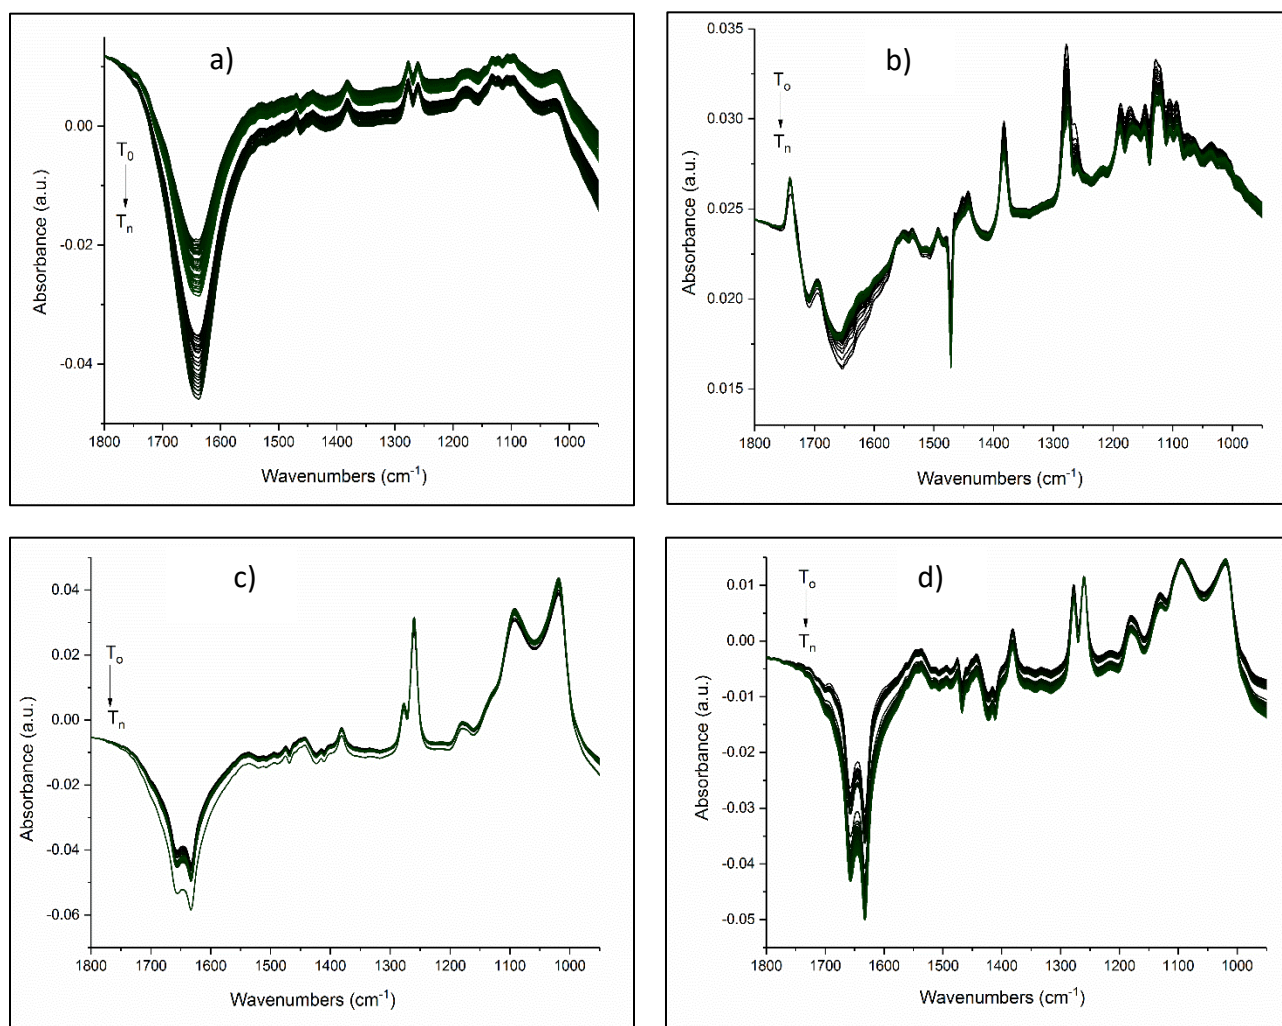 a)
0.00
-0.02
-0.04
T0
Tn
Absorbance (a.u.)
1800 1700 1600 1500 1400 1300 1200 1100 1000
Wavenumbers (cm-1)
b)
0.035
0.030
0.025
0.020
0.015
To
Tn
Absorbance (a.u.)
1800 1700 1600 1500 1400 1300 1200 1100 1000
Wavenumbers (cm-1)
c)
0.04
0.02
0.00
-0.02
-0.04
-0.06
To
Tn
Absorbance (a.u.)
1800 1700 1600 1500 1400 1300 1200 1100 1000
Wavenumbers (cm-1)
d)
0.01
0.00
-0.01
-0.02
-0.03
-0.04
-0.05
To
Tn
Absorbance (a.u.)
1800 1700 1600 1500 1400 1300 1200 1100 1000
Wavenumbers (cm-1)